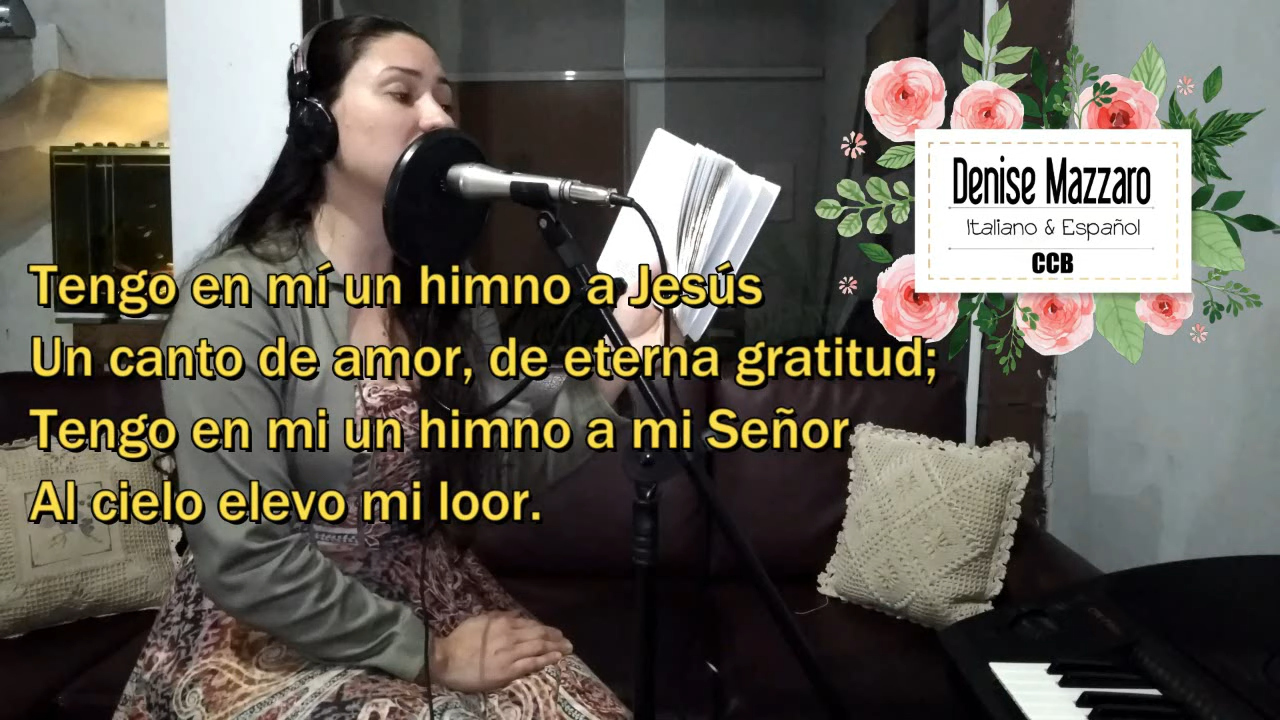 Denise Mazzaro
Italiano & Español
CCB
Tengo en mí un himno a Jesús
Un canto de amor, de eterna gratitud;
Tengo en mi un himno a mi Señor
Al cielo elevo mi loor.